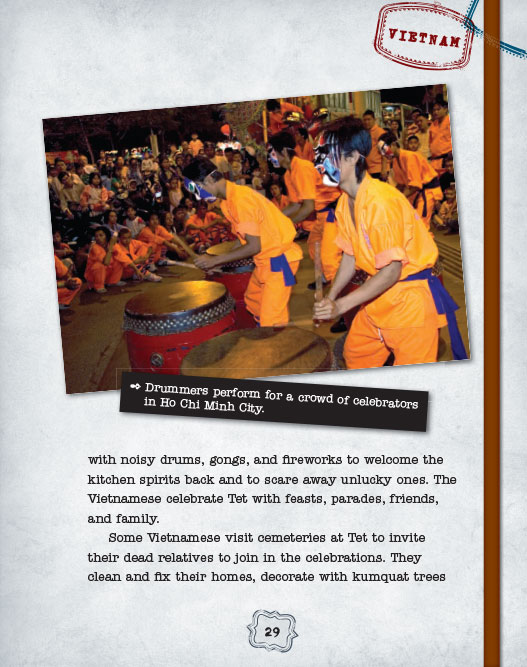 VIETNAM
➻ Drummers perform for a crowd of celebrators
in Ho Chi Minh City.
with noisy drums, gongs, and fireworks to welcome the
kitchen spirits back and to scare away unlucky ones. The
Vietnamese celebrate Tet with feasts, parades, friends,
and family.
Some Vietnamese visit cemeteries at Tet to invite
their dead relatives to join in the celebrations. They
clean and fix their homes, decorate with kumquat trees
29